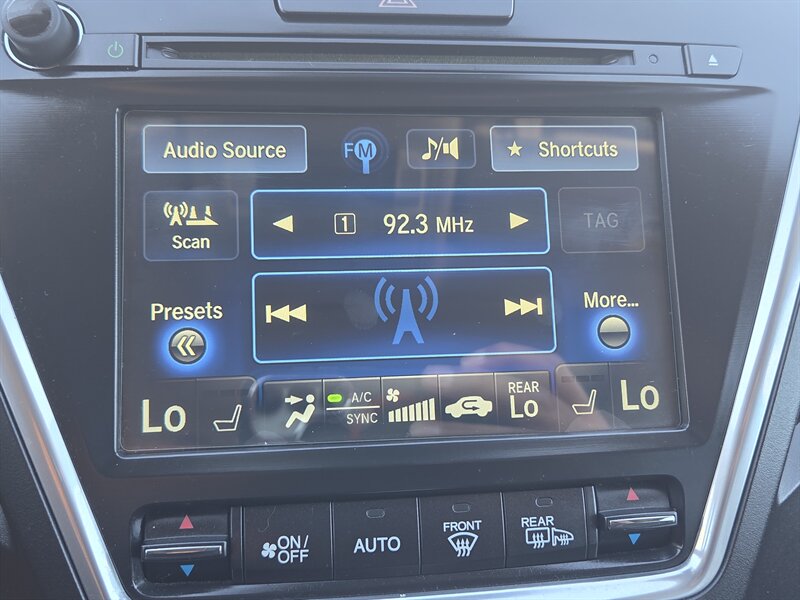 Audio Source
FM
Shortcuts
Scan
1 92.3 MHz
TAG
Presets
More...
Lo
A/C
SYNC
REAR
Lo
Lo
ON/
OFF
AUTO
FRONT
REAR